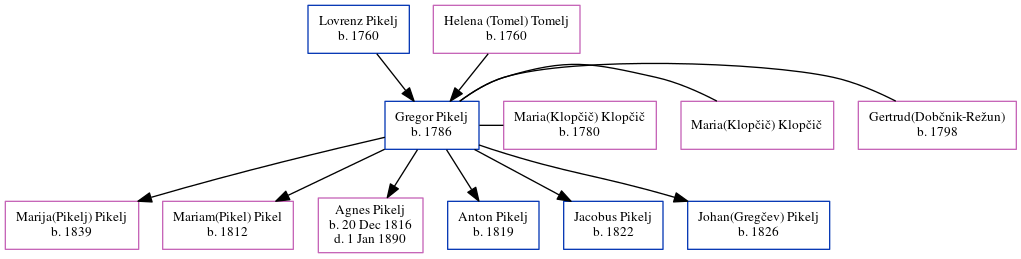 Lovrenz Pikelj
b. 1760
Helena (Tomel) Tomelj
b. 1760
Gregor Pikelj
b. 1786
Maria(Klopčič) Klopčič
b. 1780
Maria(Klopčič) Klopčič
Gertrud(Dobčnik-Režun)
b. 1798
Marija(Pikelj) Pikelj
b. 1839
Mariam(Pikel) Pikel
b. 1812
Agnes Pikelj
b. 20 Dec 1816
d. 1 Jan 1890
Anton Pikelj
b. 1819
Jacobus Pikelj
b. 1822
Johan(Gregčev) Pikelj
b. 1826